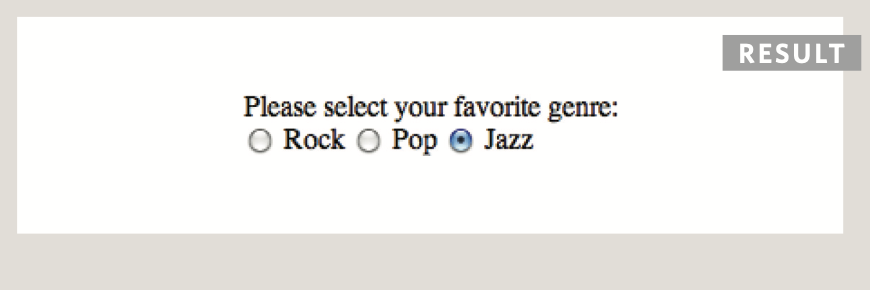 RESULT
Please select your favorite genre:
Rock Pop Jazz